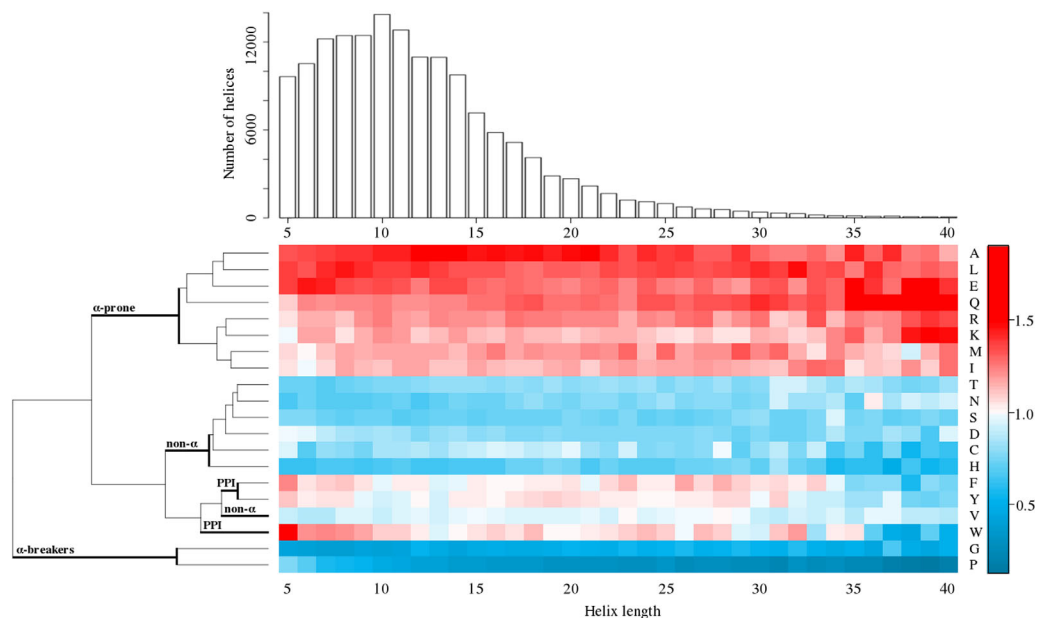 12000
6000
0
Number of helices
5 10 15 20 25 30 35 40
A
L
E
Q
R
K
M
I
T
N
S
D
C
H
F
Y
V
W
G
P
α-prone
non-α
PPI
non-α
PPI
α-breakers
1.5
1.0
0.5
5 10 15 20 25 30 35 40
Helix length